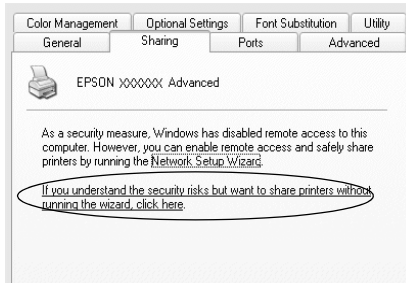 Color Management Optional Settings Font Substitution Utility
General Sharing Ports Advanced
EPSON XXXXXX Advanced
As a security measure, Windows has disabled remote access to this
computer. However, you can enable remote access and safely share
printers by running the Network Setup Wizard.
If you understand the security risks but want to share printers without
running the wizard, click here.